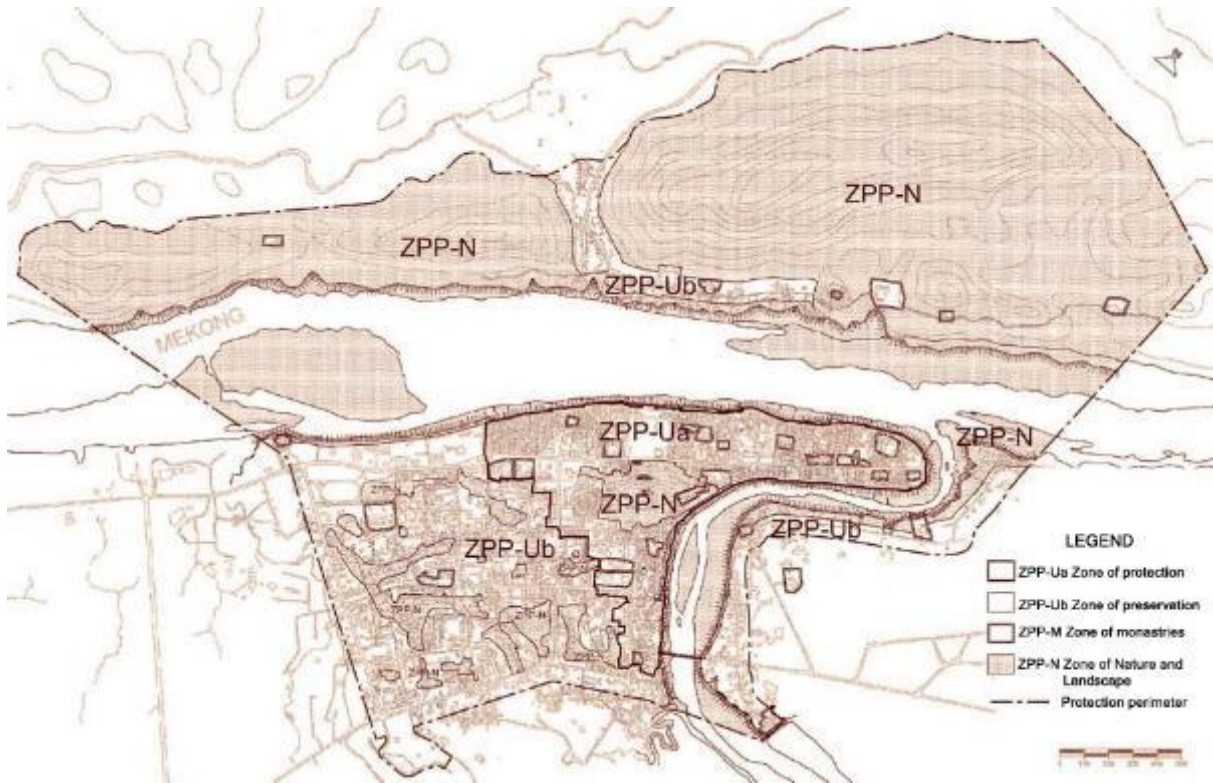 ZPP-N
ZPP-N
ZPP-Ub
MEKONG
ZPP-Ua
ZPP-N
ZPP-N
ZPP-Ub
ZPP-Ub
LEGEND
ZPP-Ua Zone of protection
ZPP-Ub Zone of preservation
ZPP-M Zone of monastries
ZPP-N Zone of Nature and
Landscape
Protection perimeter